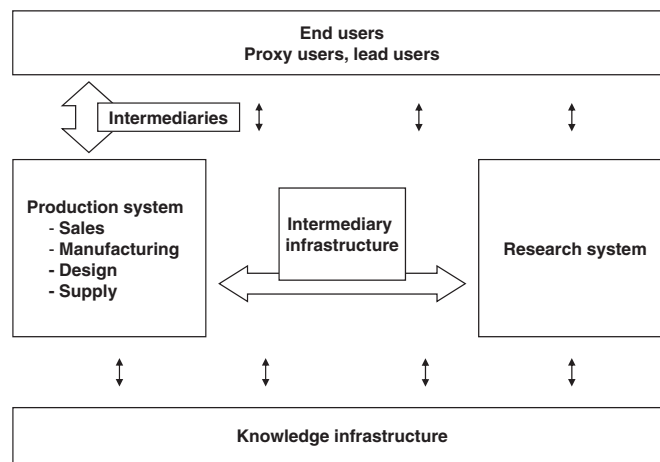 End users
Proxy users, lead users
Intermediaries
Production system
- Sales
- Manufacturing
- Design
- Supply
Intermediary
infrastructure
Research system
Knowledge infrastructure